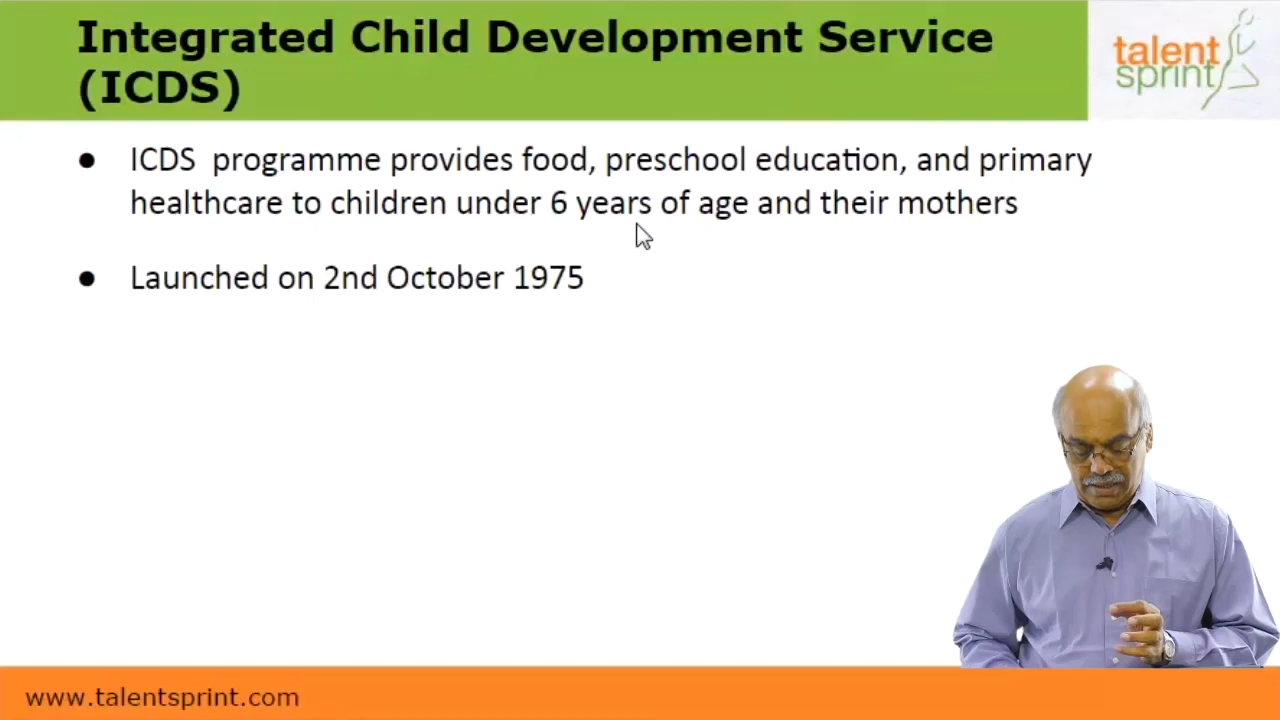 Integrated Child Development Service
(ICDS)
talent
sprint
● ICDS programme provides food, preschool education, and primary
healthcare to children under 6 years of age and their mothers
● Launched on 2nd October 1975
www.talentsprint.com